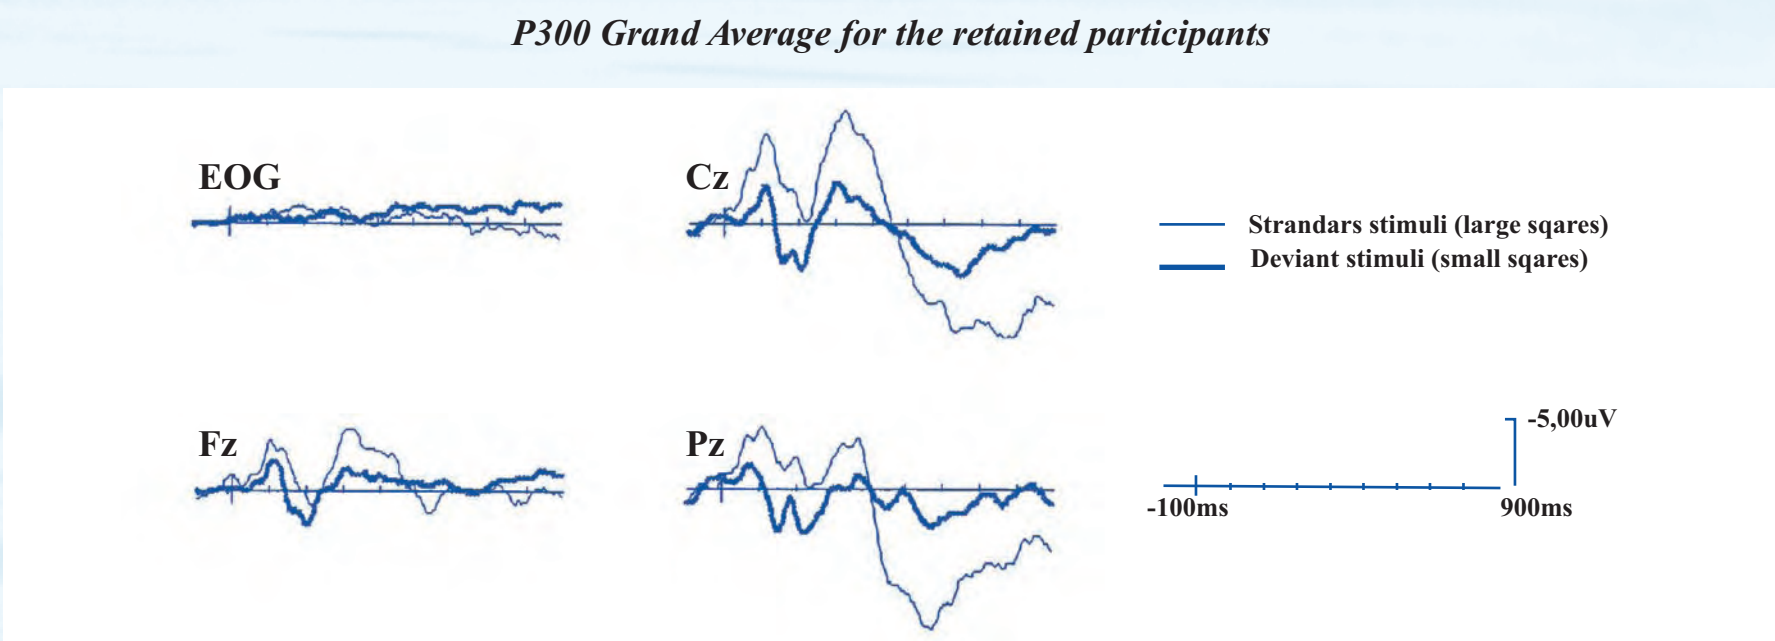 P300 Grand Average for the retained participants
EOG
Cz
Strandars stimuli (large sqares)
Deviant stimuli (small sqares)
Fz
Pz
-5,00uV
-100ms
900ms